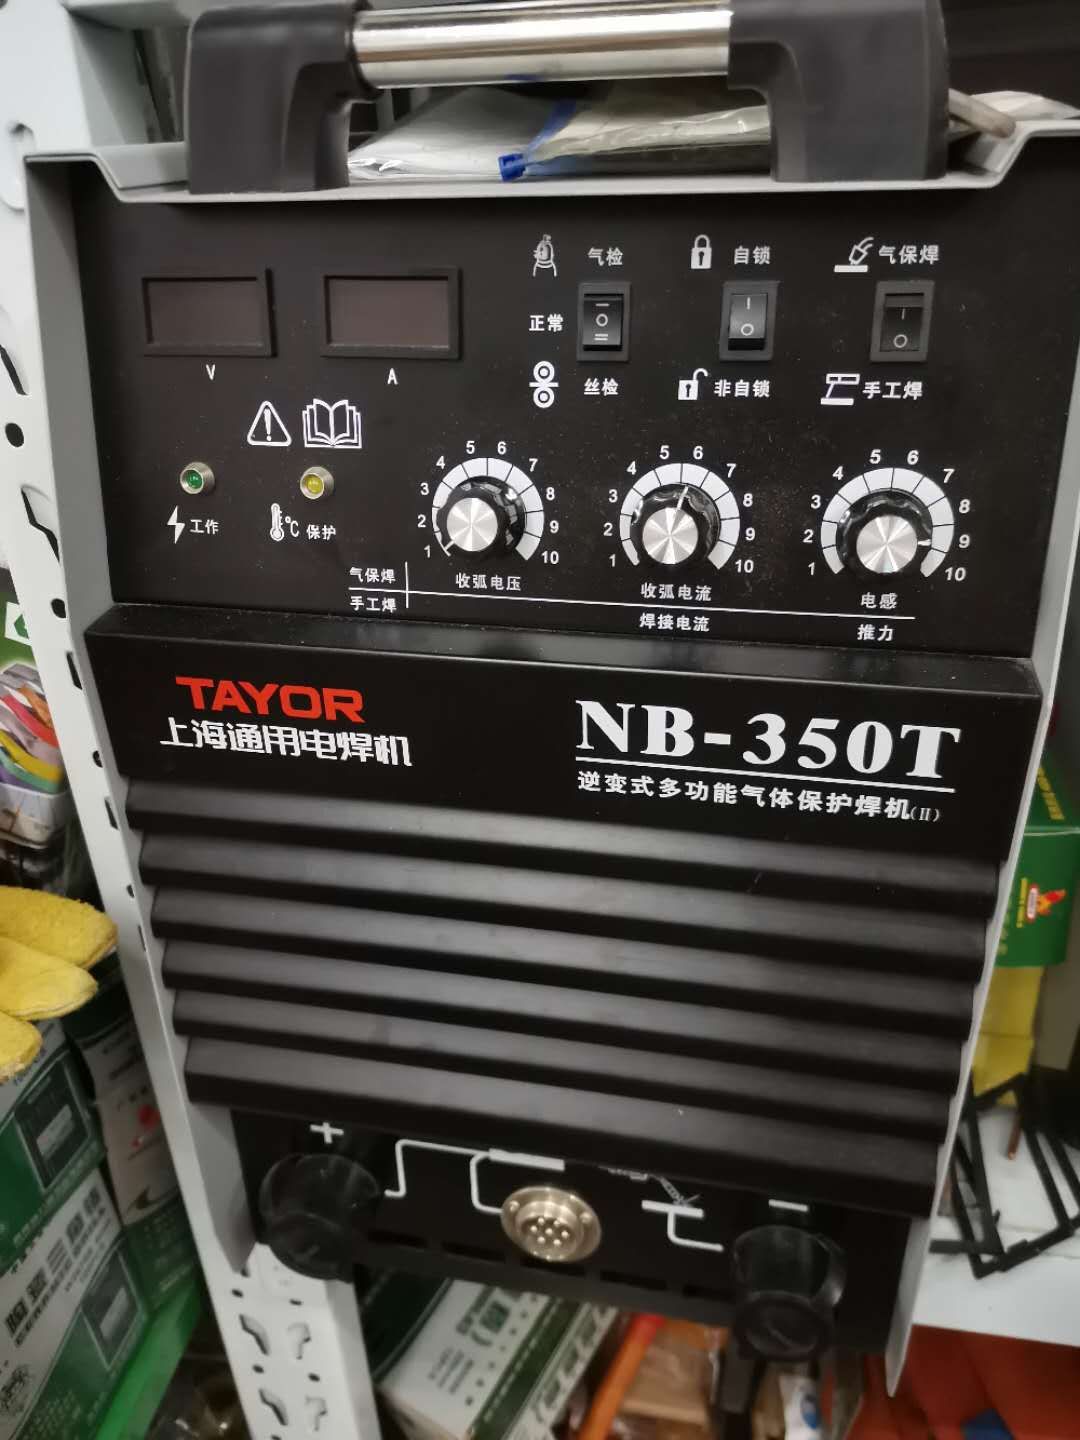 气检
自锁
气保焊
正常
丝检
非自锁
手工焊
V
A
工作
℃ 保护
1 2 3 4 5 6 7 8 9 10
1 2 3 4 5 6 7 8 9 10
1 2 3 4 5 6 7 8 9 10
气保焊
收弧电压
收弧电流
电感
手工焊
焊接电流
推力
TAYOR
上海通用电焊机
NB-350T
逆变式多功能气体保护焊机(II)
+
−